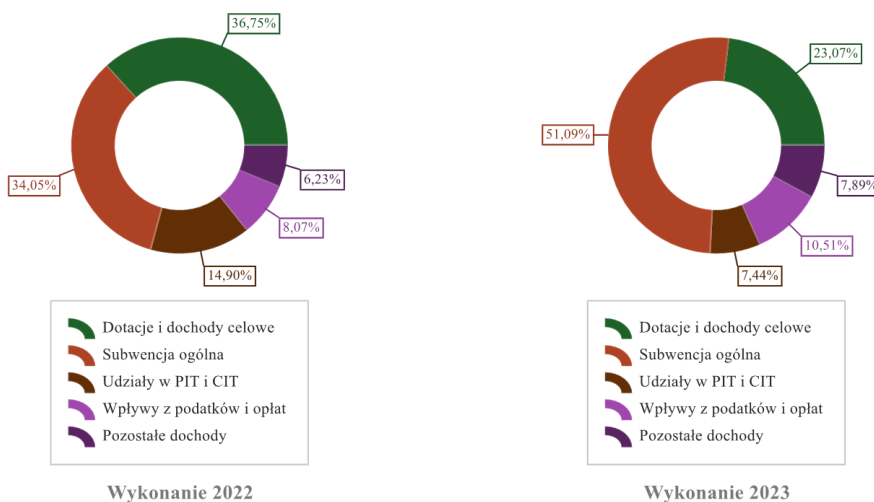 36,75%
34,05%
6,23%
8,07%
14,90%
Dotacje i dochody celowe
Subwencja ogólna
Udziały w PIT i CIT
Wpływy z podatków i opłat
Pozostałe dochody
Wykonanie 2022
23,07%
51,09%
7,89%
10,51%
7,44%
Dotacje i dochody celowe
Subwencja ogólna
Udziały w PIT i CIT
Wpływy z podatków i opłat
Pozostałe dochody
Wykonanie 2023